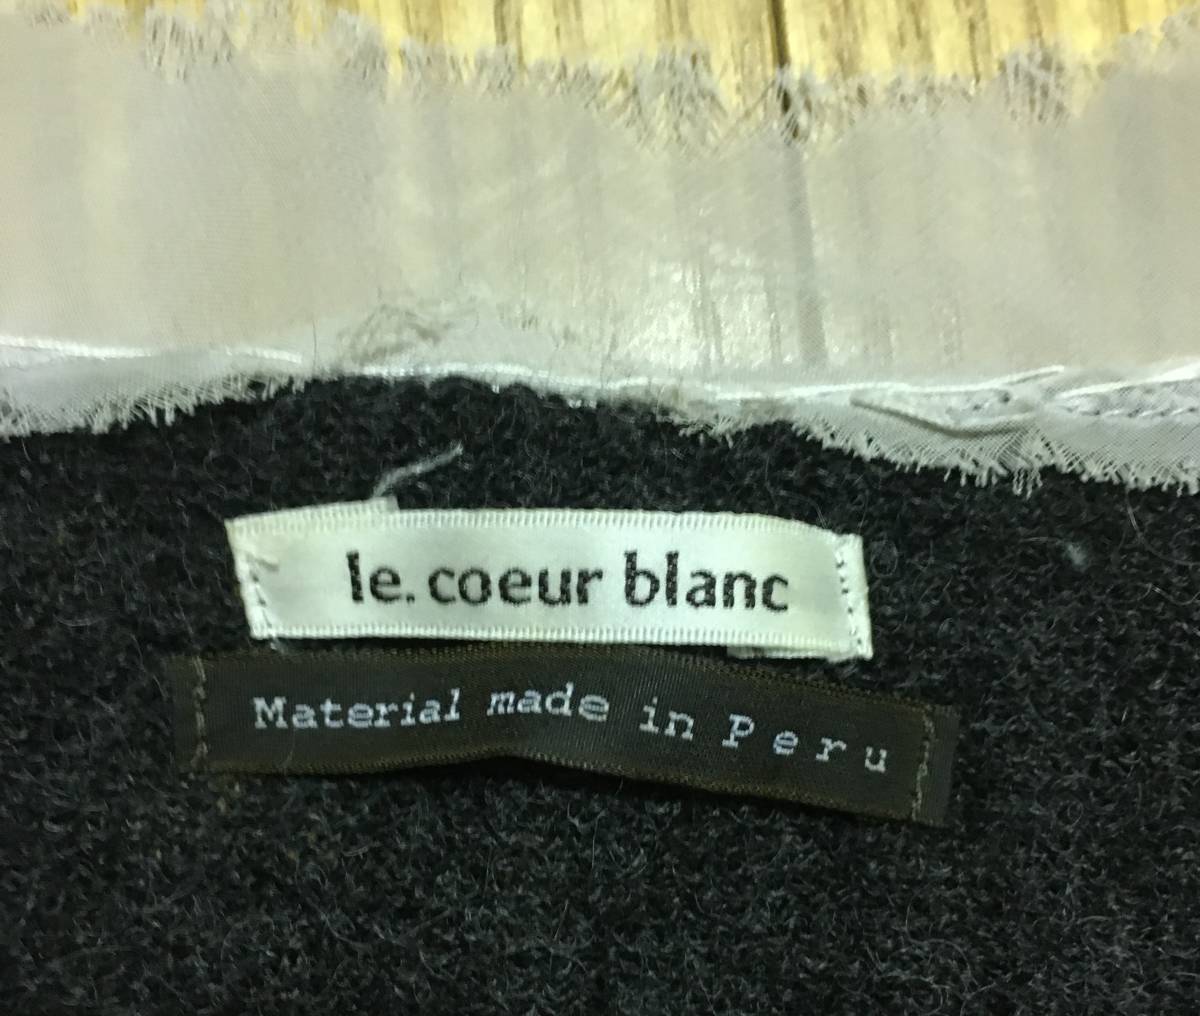 le. coeur blanc
Material made in Peru